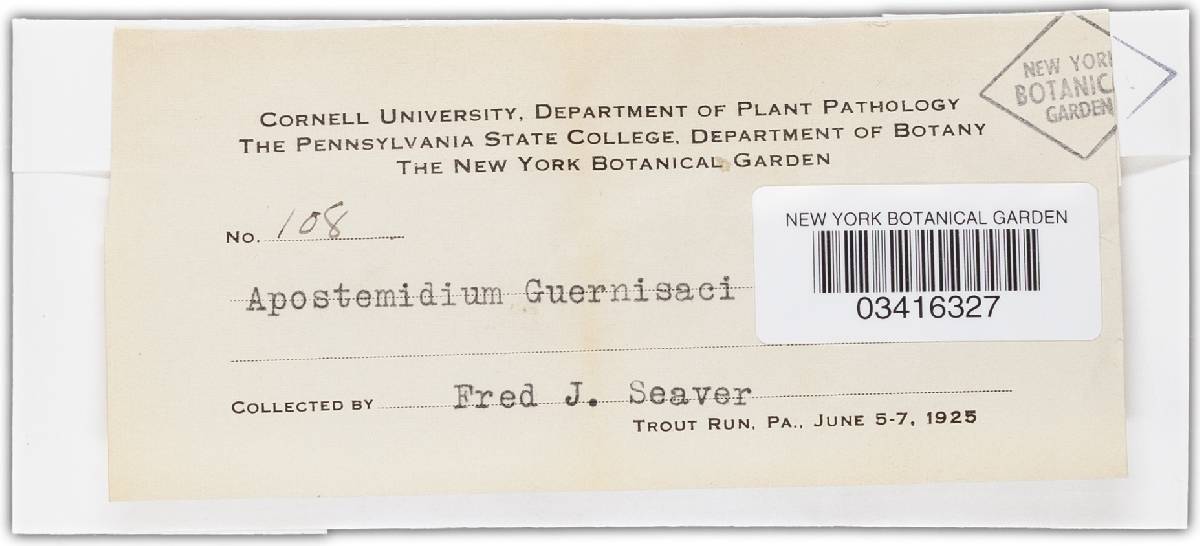 NEW YORK
BOTANIC
GARDEN
CORNELL UNIVERSITY, DEPARTMENT OF PLANT PATHOLOGY
THE PENNSYLVANIA STATE COLLEGE, DEPARTMENT OF BOTANY
THE NEW YORK BOTANICAL GARDEN
No. 108
NEW YORK BOTANICAL GARDEN
03416327
Apostemidium Guernisaci
COLLECTED BY Fred J. Seaver
TROUT RUN, PA., JUNE 5-7, 1925